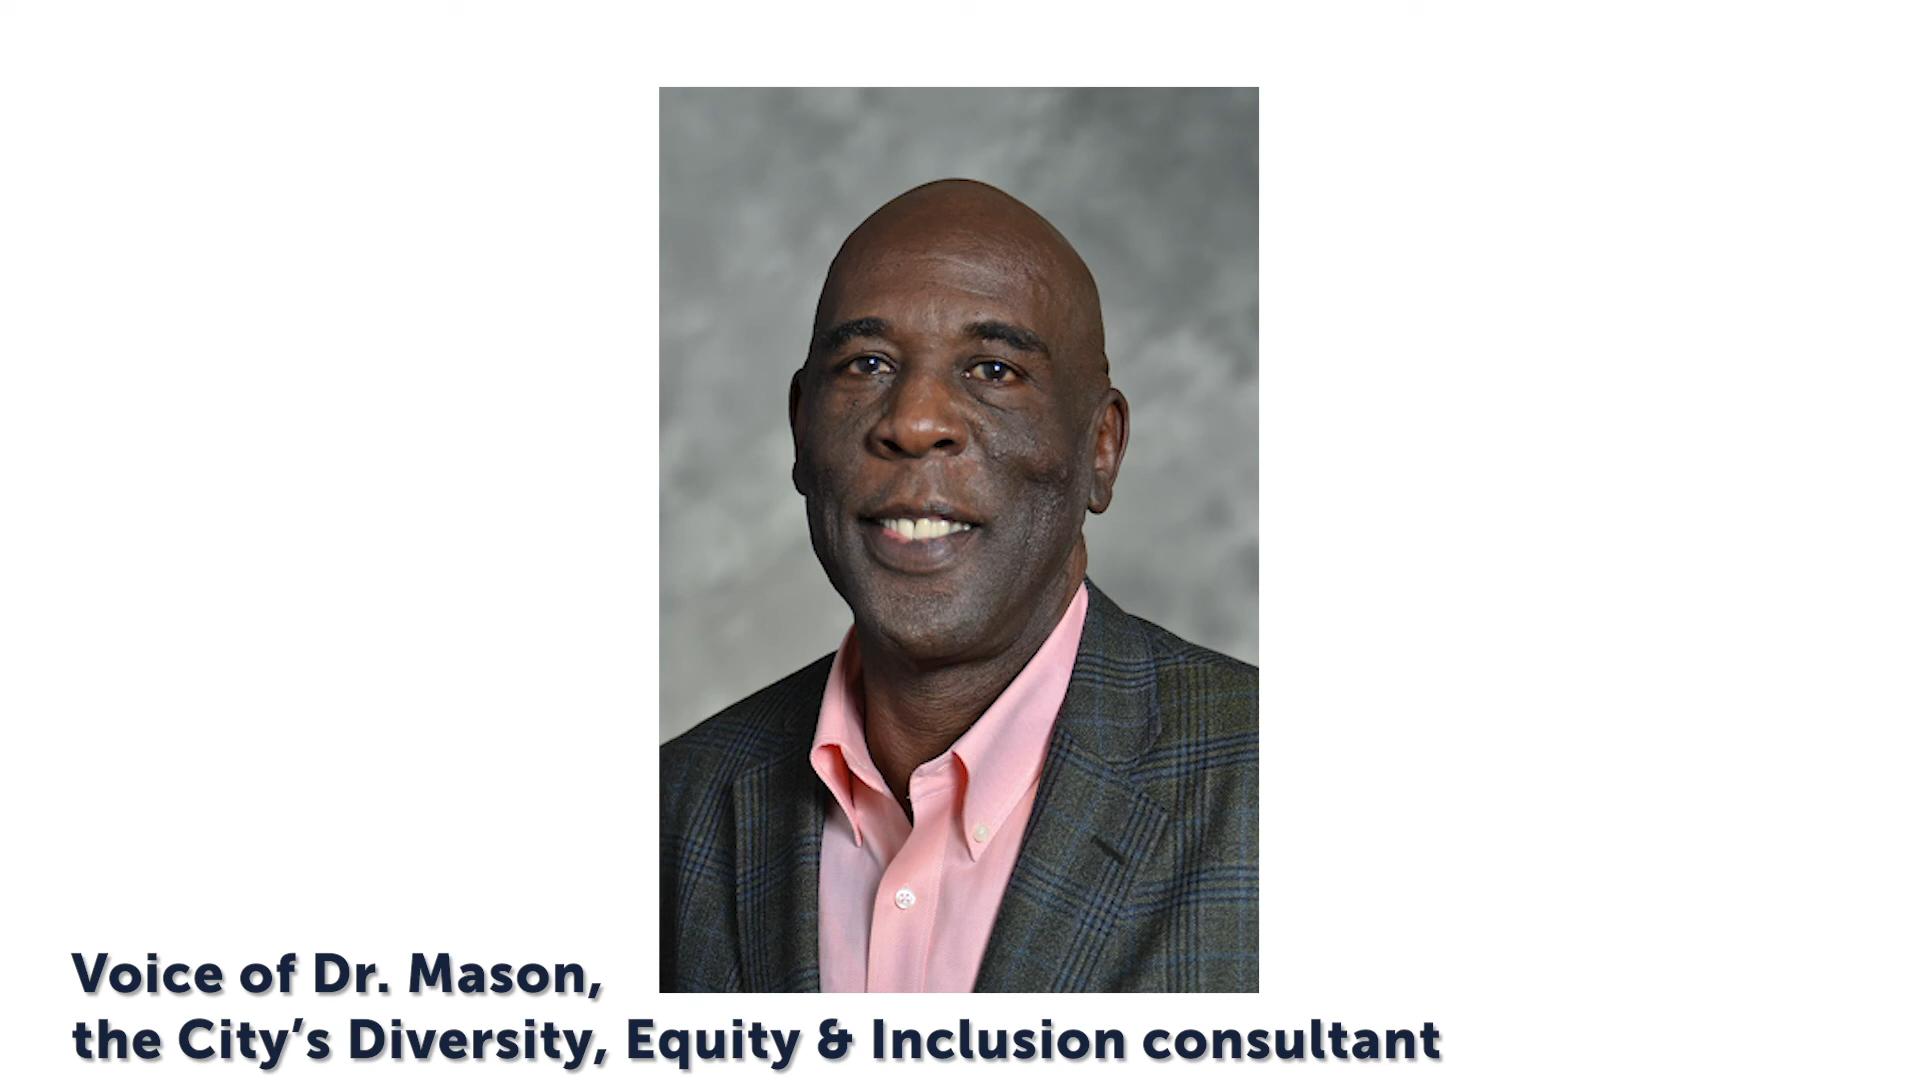 Voice of Dr. Mason,
the City’s Diversity, Equity & Inclusion consultant